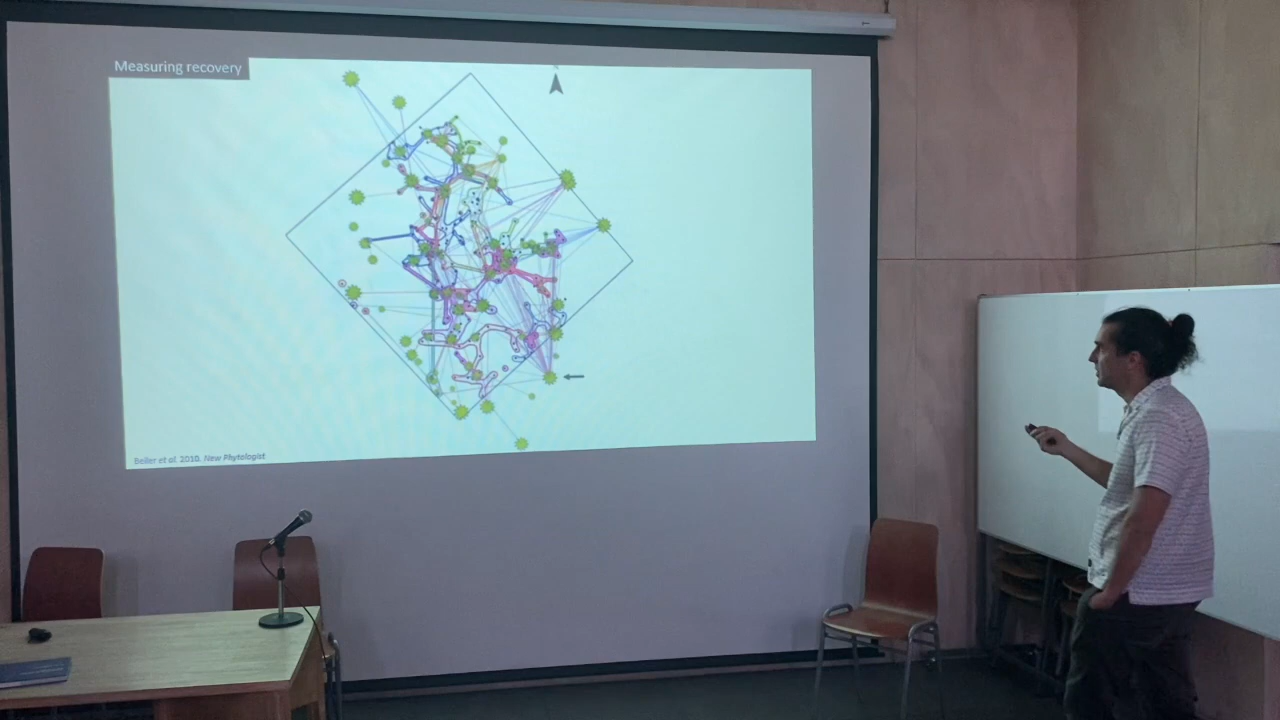 Measuring recovery
Beiler et al. 2010, New Phytologist